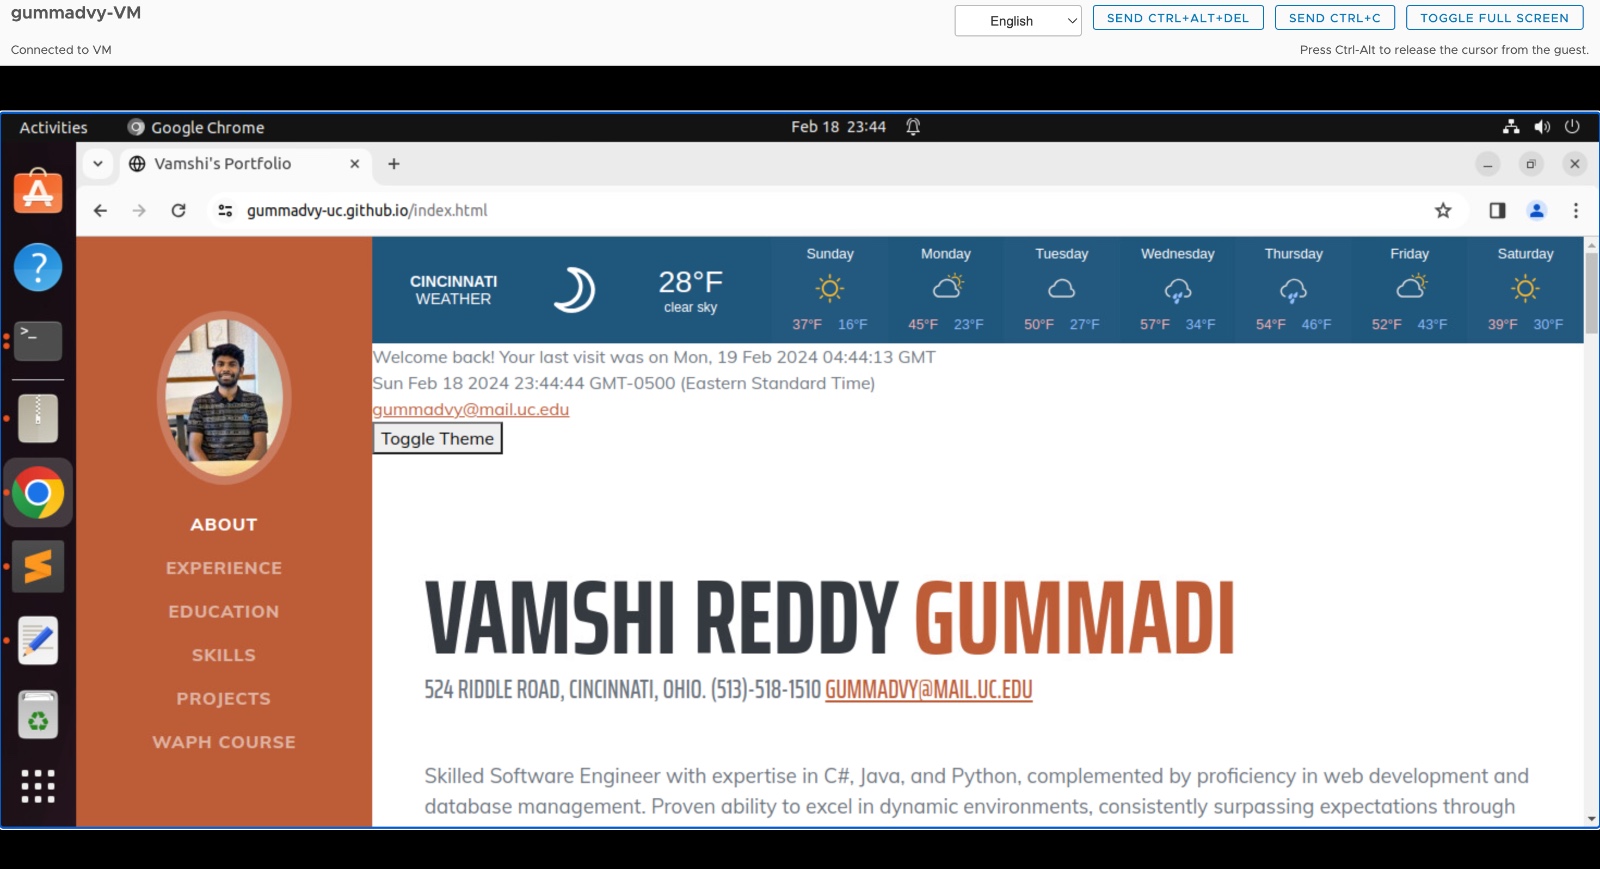 gummadvy-VM
English
SEND CTRL+ALT+DEL
SEND CTRL+C
TOGGLE FULL SCREEN
Connected to VM
Press Ctrl-Alt to release the cursor from the guest.
Activities
Google Chrome
Feb 18 23:44
Vamshi's Portfolio
gummadvy-uc.github.io/index.html
CINCINNATI
WEATHER
28°F
clear sky
Sunday
37°F 16°F
Monday
45°F 23°F
Tuesday
50°F 27°F
Wednesday
57°F 34°F
Thursday
54°F 46°F
Friday
52°F 43°F
Saturday
39°F 30°F
Welcome back! Your last visit was on Mon, 19 Feb 2024 04:44:13 GMT
Sun Feb 18 2024 23:44:44 GMT-0500 (Eastern Standard Time)
gummadvy@mail.uc.edu
Toggle Theme
ABOUT
EXPERIENCE
EDUCATION
SKILLS
PROJECTS
WAPH COURSE
VAMSHI REDDY GUMMADI
524 RIDDLE ROAD, CINCINNATI, OHIO. (513)-518-1510 GUMMADVY@MAIL.UC.EDU
Skilled Software Engineer with expertise in C#, Java, and Python, complemented by proficiency in web development and
database management. Proven ability to excel in dynamic environments, consistently surpassing expectations through